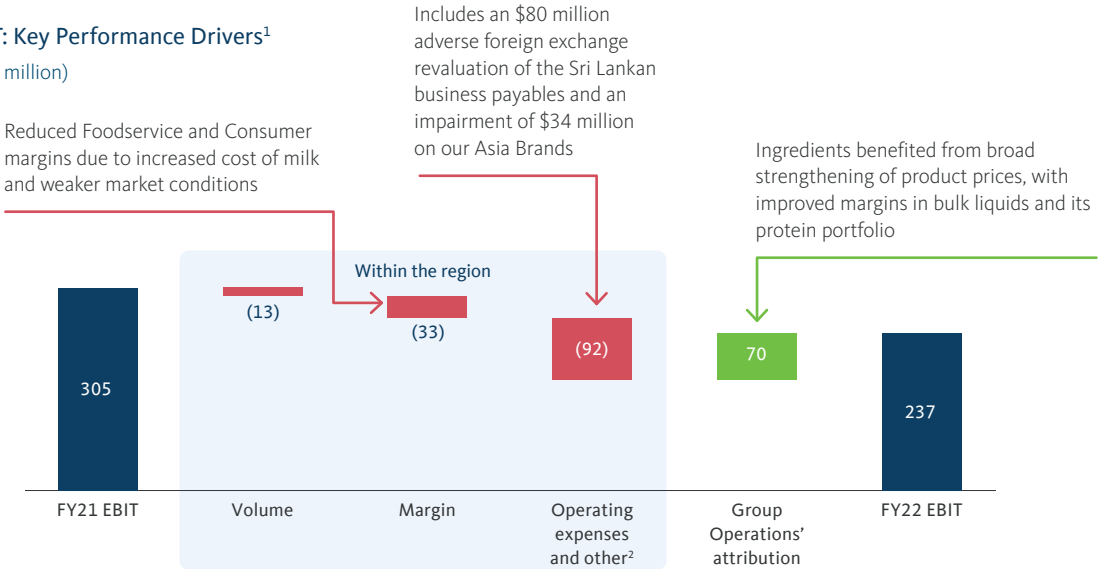 : Key Performance Drivers1
million)
Reduced Foodservice and Consumer
margins due to increased cost of milk
and weaker market conditions
Includes an $80 million
adverse foreign exchange
revaluation of the Sri Lankan
business payables and an
impairment of $34 million
on our Asia Brands
Ingredients benefited from broad
strengthening of product prices, with
improved margins in bulk liquids and its
protein portfolio
Within the region
305
(13)
(33)
(92)
70
237
FY21 EBIT
Volume
Margin
Operating
expenses
and other2
Group
Operations’
attribution
FY22 EBIT